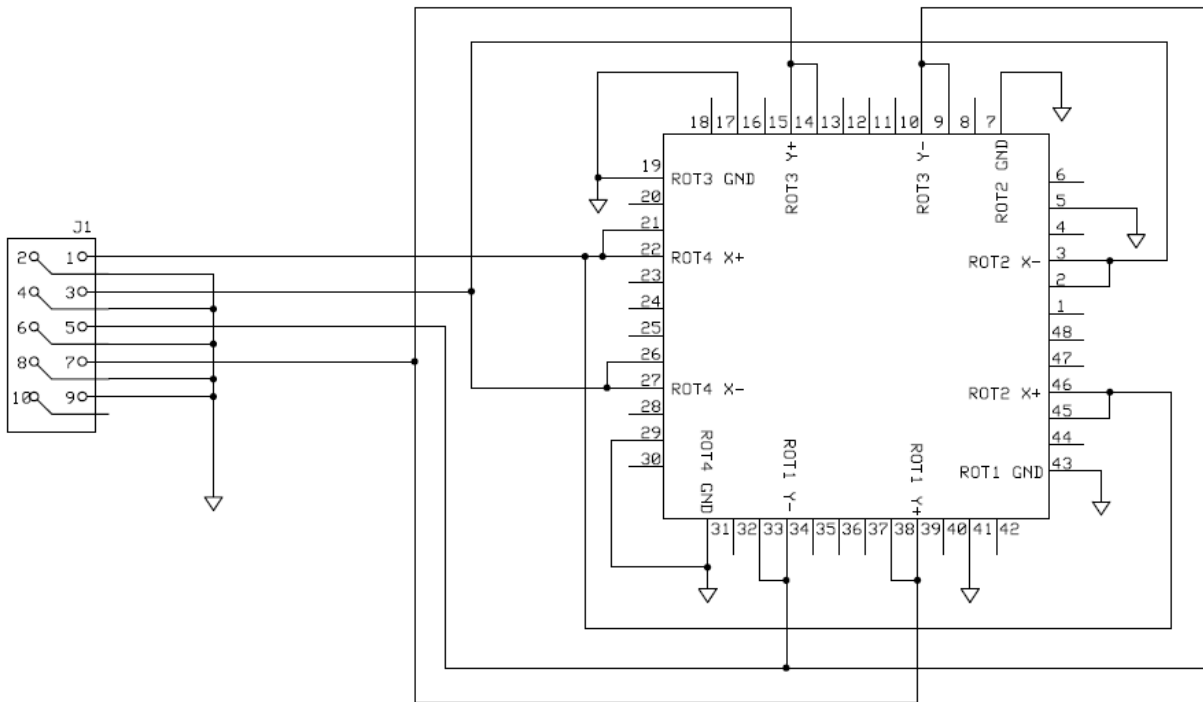 18 17 16 15 14 13 12 11 10 9 8 7
ROT3 Y+
ROT3 Y-
ROT2 GND
19
ROT3 GND
20
21
22
ROT4 X+
23
24
25
26
27
ROT4 X-
28
29
30
6
5
4
3
ROT2 X-
2
1
48
47
46
ROT2 X+
45
44
43
ROT1 GND
J1
2 1
4 3
6 5
8 7
10 9
ROT4 GND
ROT1 Y-
ROT1 Y+
31 32 33 34 35 36 37 38 39 40 41 42